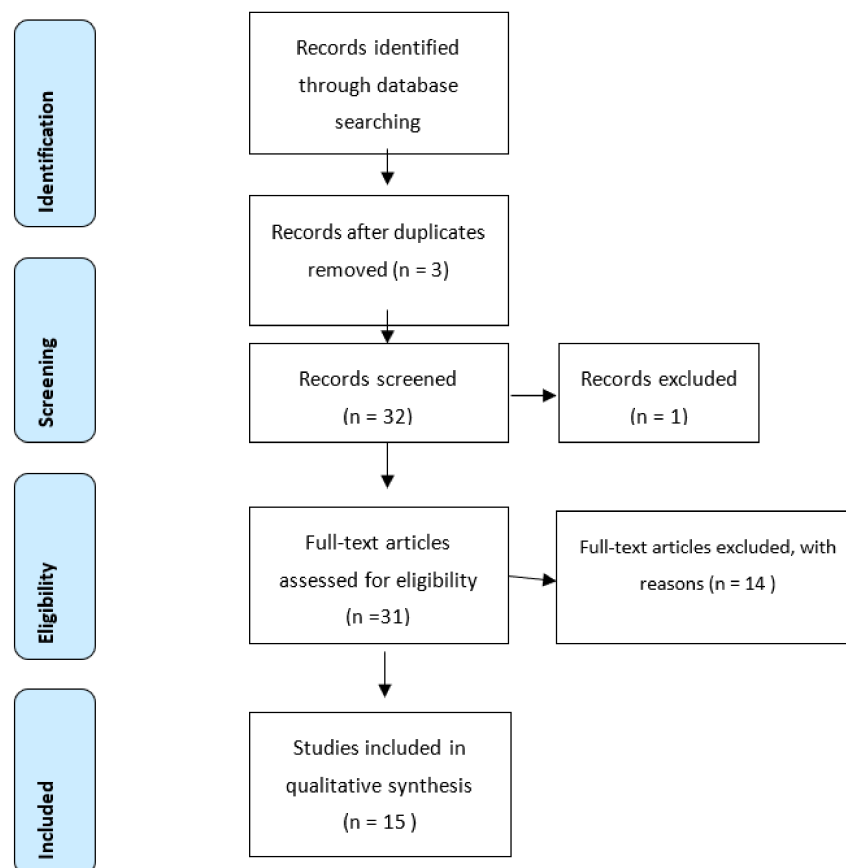 Identification
Records identified
through database
searching
Records after duplicates
removed (n = 3)
Screening
Records screened
(n = 32)
Records excluded
(n = 1)
Eligibility
Full-text articles
assessed for eligibility
(n =31)
Full-text articles excluded, with
reasons (n = 14 )
Included
Studies included in
qualitative synthesis
(n = 15 )